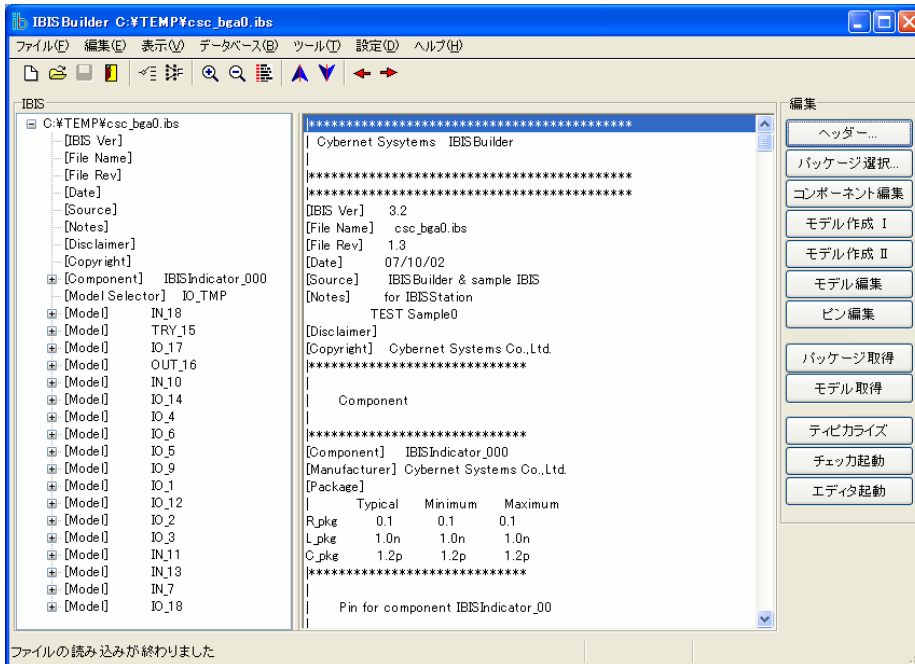 IBISBuilder C:¥TEMP¥csc_bga0.ibs
ファイル(F) 編集(E) 表示(V) データベース(B) ツール(T) 設定(D) ヘルプ(H)
IBIS
C:¥TEMP¥csc_bga0.ibs
[IBIS Ver]
[File Name]
[File Rev]
[Date]
[Source]
[Notes]
[Disclaimer]
[Copyright]
[Component] IBISIndicator_000
[Model Selector] IO_TMP
[Model] IN_18
[Model] TRY_15
[Model] IO_17
[Model] OUT_16
[Model] IN_10
[Model] IO_14
[Model] IO_4
[Model] IO_6
[Model] IO_5
[Model] IO_9
[Model] IO_1
[Model] IO_12
[Model] IO_2
[Model] IO_3
[Model] IN_11
[Model] IN_13
[Model] IN_7
[Model] IO_18
|*******************************************
| Cybernet Sysytems IBISBuilder
|
|*******************************************
|*******************************************
[IBIS Ver] 3.2
[File Name] csc_bga0.ibs
[File Rev] 1.3
[Date] 07/10/02
[Source] IBISBuilder & sample IBIS
[Notes] for IBISStation
TEST Sample0
[Disclaimer]
[Copyright] Cybernet Systems Co.,Ltd.
|*****************************
|
| Component
|
|*****************************
[Component] IBISIndicator_000
[Manufacturer] Cybernet Systems Co.,Ltd.
[Package]
| Typical Minimum Maximum
R_pkg 0.1 0.1 0.1
L_pkg 1.0n 1.0n 1.0n
C_pkg 1.2p 1.2p 1.2p
|*****************************
|
| Pin for component IBISIndicator_00
|
編集
ヘッダー...
パッケージ選択...
コンポーネント編集
モデル作成 I
モデル作成 II
モデル編集
ピン編集
パッケージ取得
モデル取得
ティピカライズ
チェッカ起動
エディタ起動
ファイルの読み込みが終わりました